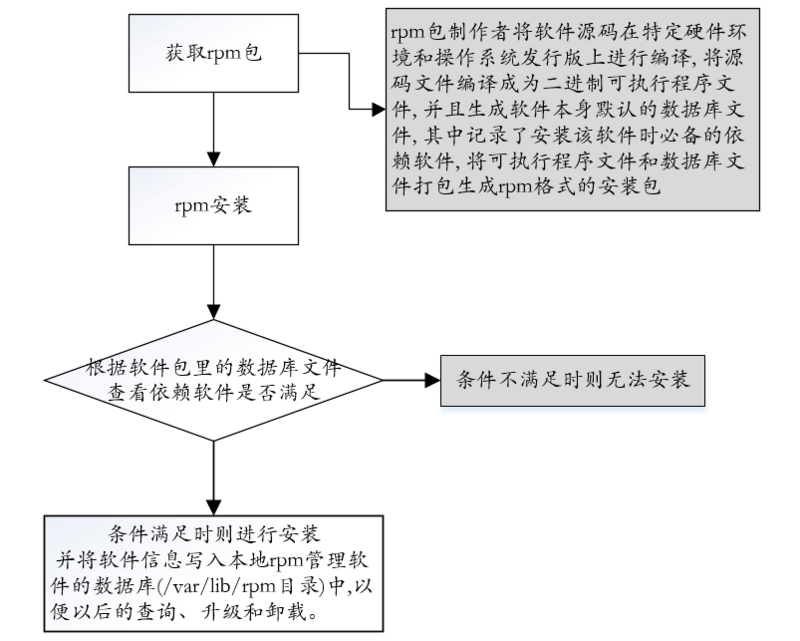 获取rpm包
rpm包制作者将软件源码在特定硬件环
境和操作系统发行版上进行编译, 将源
码文件编译成为二进制可执行程序文
件, 并且生成软件本身默认的数据库文
件, 其中记录了安装该软件时必备的依
赖软件, 将可执行程序文件和数据库文
件打包生成rpm格式的安装包
rpm安装
根据软件包里的数据库文件
查看依赖软件是否满足
条件不满足时则无法安装
条件满足时则进行安装
并将软件信息写入本地rpm管理软
件的数据库(/var/lib/rpm目录)中,以
便以后的查询、升级和卸载。